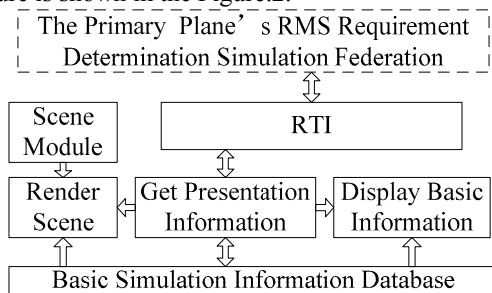 The Primary Plane’s RMS Requirement
Determination Simulation Federation
Scene
Module
RTI
Render
Scene
Get Presentation
Information
Display Basic
Information
Basic Simulation Information Database